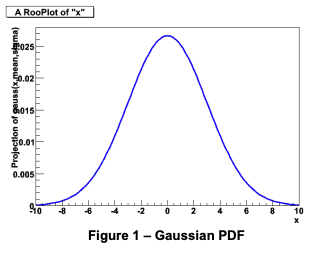 A RooPlot of "x"
Projection of gauss(x,mean,sigma)
0.025
0.02
0.015
0.01
0.005
0
-10 -8 -6 -4 -2 0 2 4 6 8 10
x
Figure 1 – Gaussian PDF